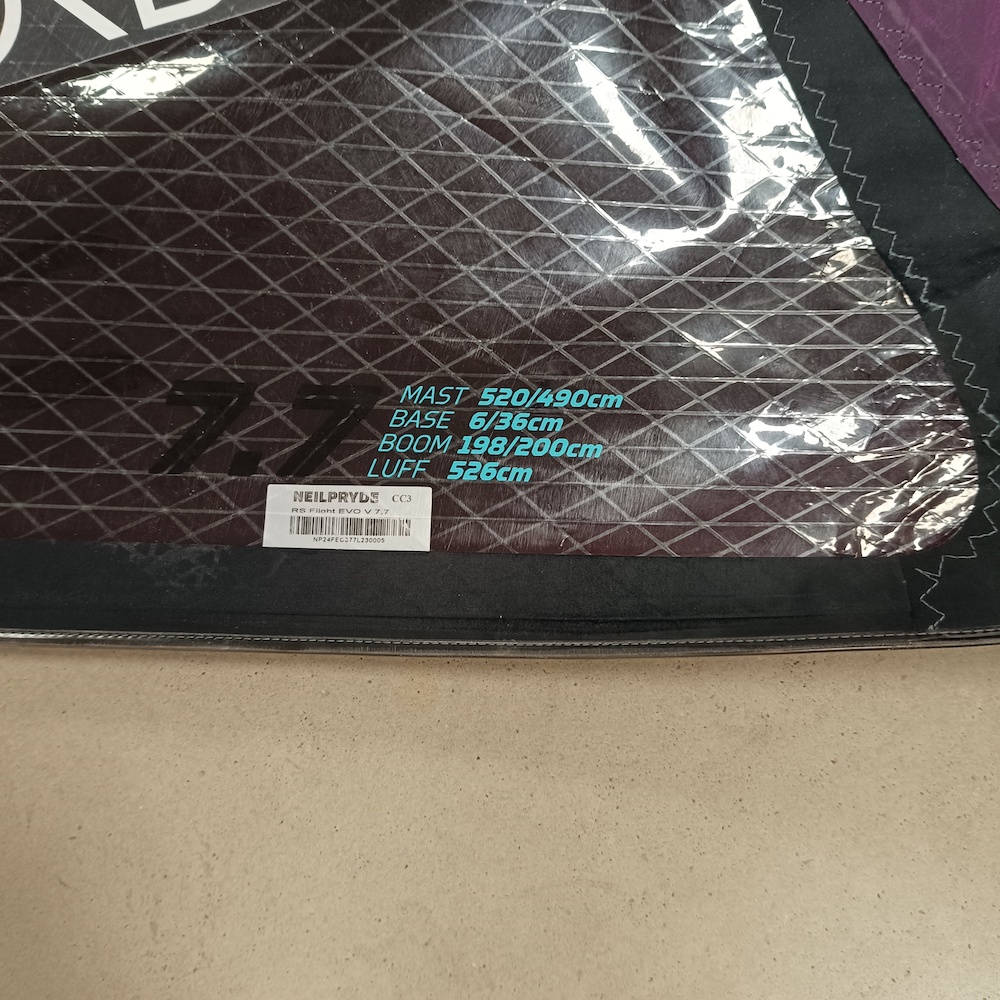 7.7
MAST 520/490cm
BASE 6/36cm
BOOM 198/200cm
LUFF 526cm
NEILPRYDE CC3
RS Flight EVO V 7,7